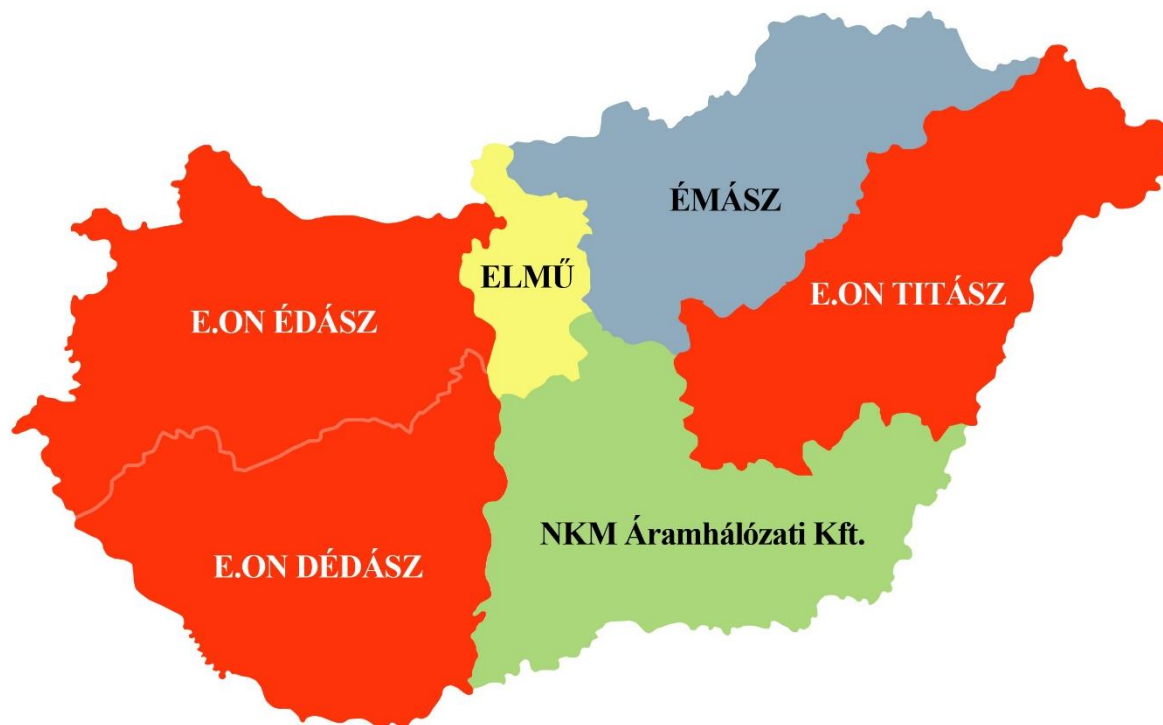 ÉMÁSZ
ELMŰ
E.ON TITÁSZ
E.ON ÉDÁSZ
NKM Áramhálózati Kft.
E.ON DÉDÁSZ